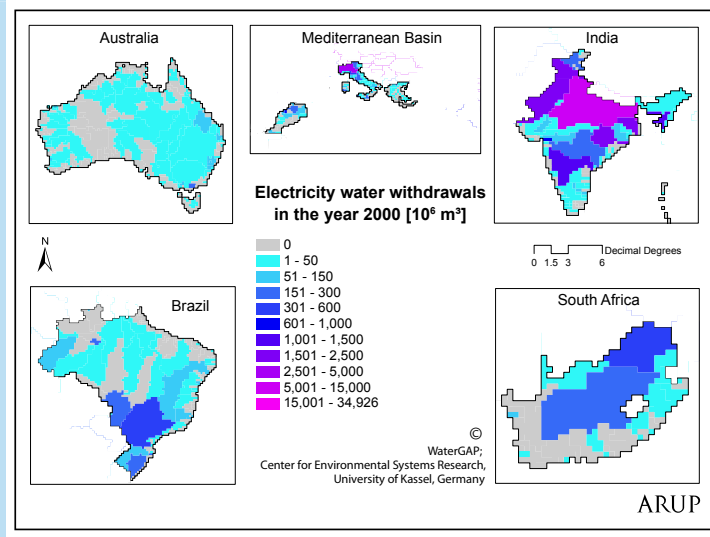 Australia
Mediterranean Basin
India
Electricity water withdrawals
in the year 2000 [10⁶ m³]
0
1 - 50
51 - 150
151 - 300
301 - 600
601 - 1,000
1,001 - 1,500
1,501 - 2,500
2,501 - 5,000
5,001 - 15,000
15,001 - 34,926
N
Decimal Degrees
0 1.5 3 6
Brazil
South Africa
©
WaterGAP;
Center for Environmental Systems Research,
University of Kassel, Germany
ARUP